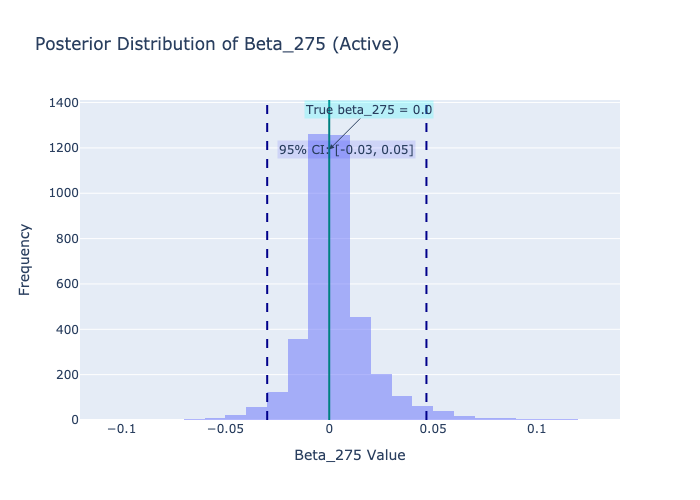 Posterior Distribution of Beta_275 (Active)
1400
True beta_275 = 0.0
1200
95% CI: [-0.03, 0.05]
1000
800
600
400
200
0
Frequency
−0.1
−0.05
0
0.05
0.1
Beta_275 Value